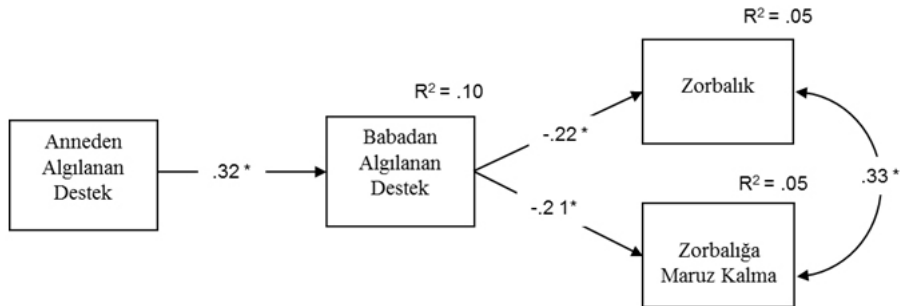 R² = .05
Zorbalık
R² = .10
Anneden
Algılanan
Destek
.32 *
Babadan
Algılanan
Destek
-.22 *
-.2 1*
.33 *
R² = .05
Zorbalığa
Maruz Kalma